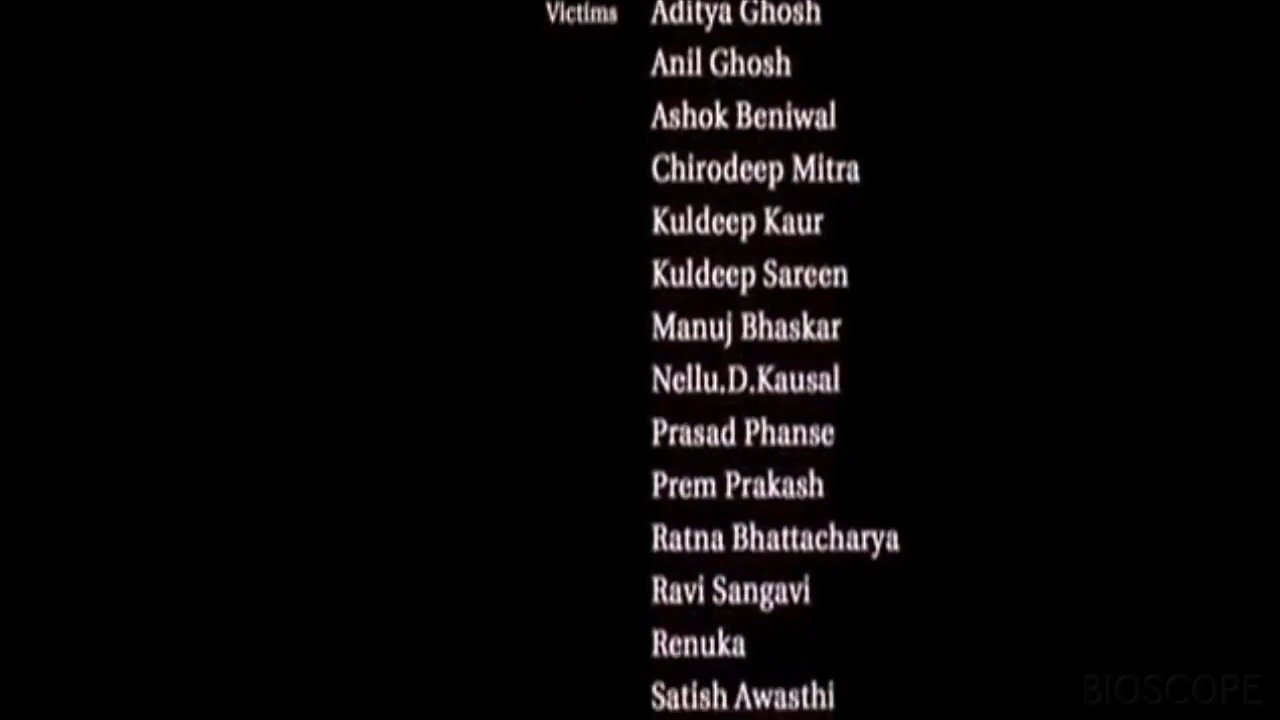 Victims Aditya Ghosh
Anil Ghosh
Ashok Beniwal
Chirodeep Mitra
Kuldeep Kaur
Kuldeep Sareen
Manuj Bhaskar
Nellu.D.Kausal
Prasad Phanse
Prem Prakash
Ratna Bhattacharya
Ravi Sangavi
Renuka
Satish Awasthi
BIOSCOPE